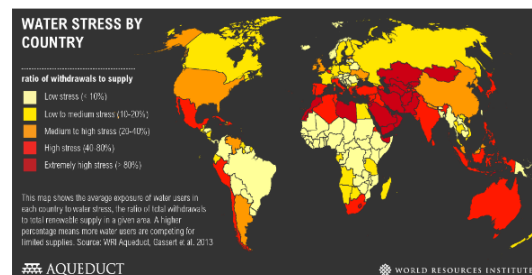 WATER STRESS BY
COUNTRY
ratio of withdrawals to supply
Low stress (< 10%)
Low to medium stress (10-20%)
Medium to high stress (20-40%)
High stress (40-80%)
Extremely high stress (> 80%)
This map shows the average exposure of water users in
each country to water stress, the ratio of total withdrawals
to total renewable supply in a given area. A higher
percentage means more water users are competing for
limited supplies. Source: WRI Aqueduct, Gassert et al. 2013
AQUEDUCT
WORLD RESOURCES INSTITUTE